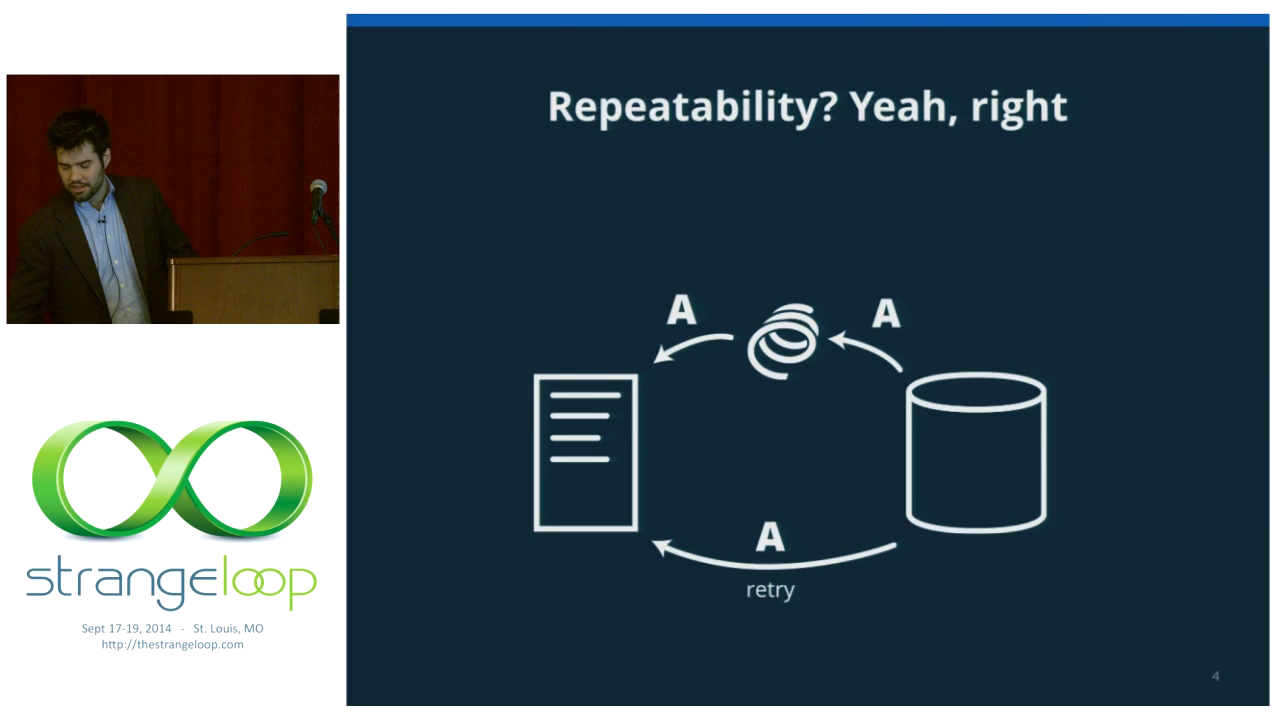 Repeatability? Yeah, right
A
A
A
retry
4
strangeloop
Sept 17-19, 2014 - St. Louis, MO
http://thestrangeloop.com